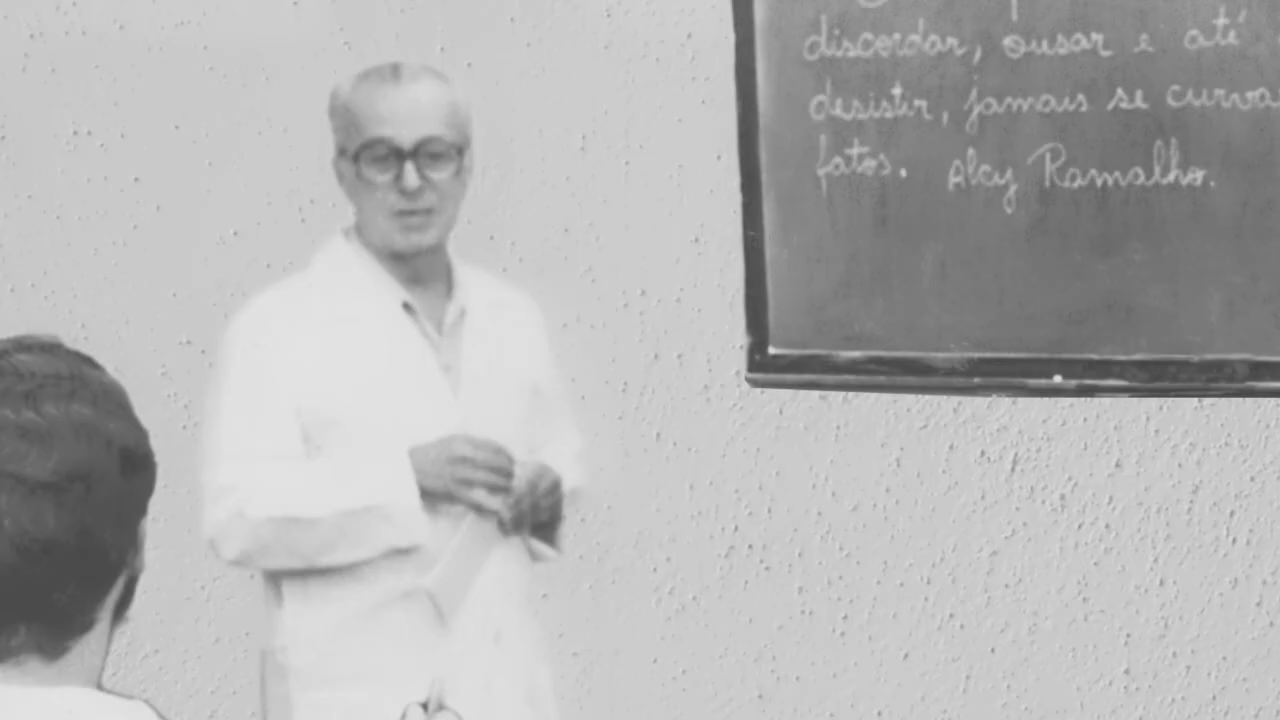 discordar, ousar e até
desistir, jamais se curva
fatos. Alcy Ramalho.